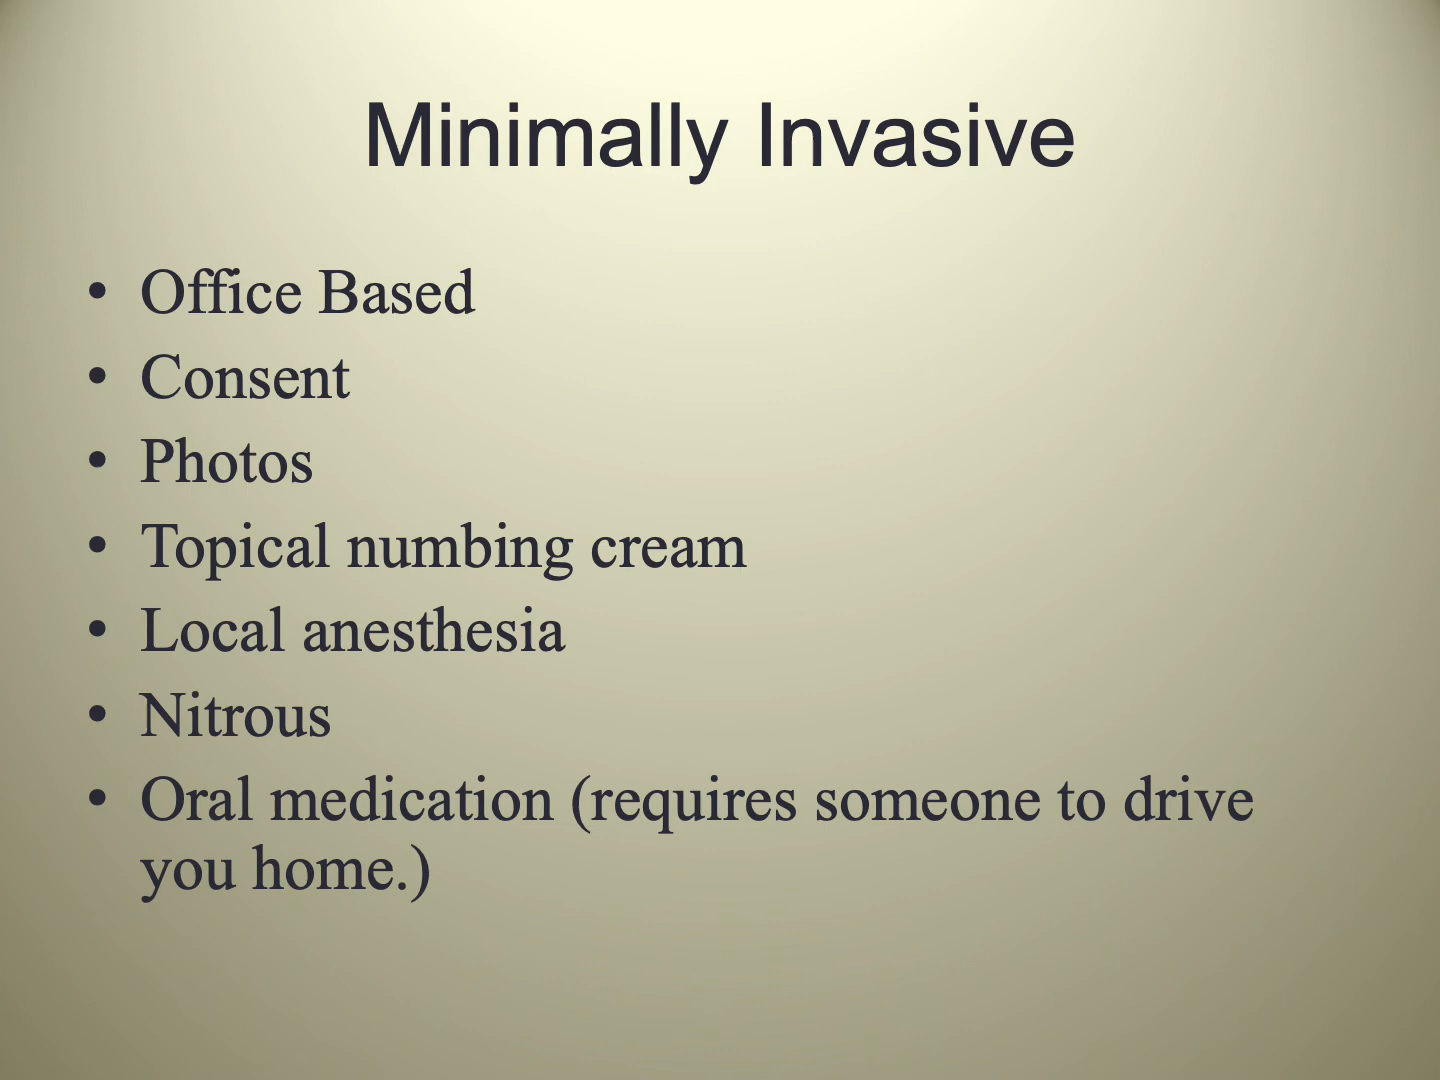 Minimally Invasive
• Office Based
• Consent
• Photos
• Topical numbing cream
• Local anesthesia
• Nitrous
• Oral medication (requires someone to drive
you home.)